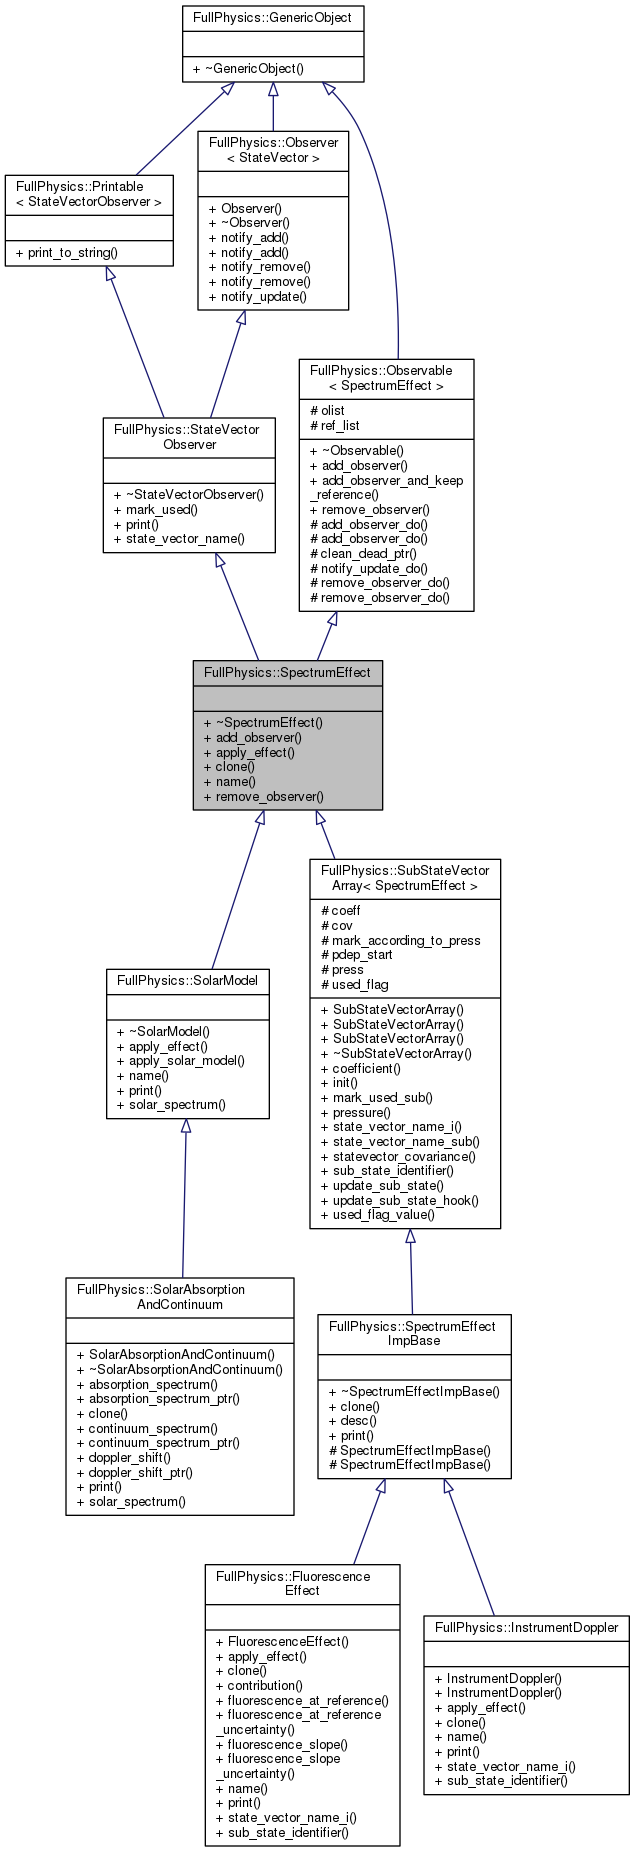 FullPhysics::GenericObject
+ ~GenericObject()
FullPhysics::Observer
< StateVector >
+ Observer()
+ ~Observer()
+ notify_add()
+ notify_add()
+ notify_remove()
+ notify_remove()
+ notify_update()
FullPhysics::Printable
< StateVectorObserver >
+ print_to_string()
FullPhysics::Observable
< SpectrumEffect >
# olist
# ref_list
+ ~Observable()
+ add_observer()
+ add_observer_and_keep
_reference()
+ remove_observer()
# add_observer_do()
# add_observer_do()
# clean_dead_ptr()
# notify_update_do()
# remove_observer_do()
# remove_observer_do()
FullPhysics::StateVector
Observer
+ ~StateVectorObserver()
+ mark_used()
+ print()
+ state_vector_name()
FullPhysics::SpectrumEffect
+ ~SpectrumEffect()
+ add_observer()
+ apply_effect()
+ clone()
+ name()
+ remove_observer()
FullPhysics::SubStateVector
Array< SpectrumEffect >
# coeff
# cov
# mark_according_to_press
# pdep_start
# press
# used_flag
+ SubStateVectorArray()
+ SubStateVectorArray()
+ SubStateVectorArray()
+ ~SubStateVectorArray()
+ coefficient()
+ init()
+ mark_used_sub()
+ pressure()
+ state_vector_name_i()
+ state_vector_name_sub()
+ statevector_covariance()
+ sub_state_identifier()
+ update_sub_state()
+ update_sub_state_hook()
+ used_flag_value()
FullPhysics::SolarModel
+ ~SolarModel()
+ apply_effect()
+ apply_solar_model()
+ name()
+ print()
+ solar_spectrum()
FullPhysics::SolarAbsorption
AndContinuum
+ SolarAbsorptionAndContinuum()
+ ~SolarAbsorptionAndContinuum()
+ absorption_spectrum()
+ absorption_spectrum_ptr()
+ clone()
+ continuum_spectrum()
+ continuum_spectrum_ptr()
+ doppler_shift()
+ doppler_shift_ptr()
+ print()
+ solar_spectrum()
FullPhysics::SpectrumEffect
ImpBase
+ ~SpectrumEffectImpBase()
+ clone()
+ desc()
+ print()
# SpectrumEffectImpBase()
# SpectrumEffectImpBase()
FullPhysics::Fluorescence
Effect
+ FluorescenceEffect()
+ apply_effect()
+ clone()
+ contribution()
+ fluorescence_at_reference()
+ fluorescence_at_reference
_uncertainty()
+ fluorescence_slope()
+ fluorescence_slope
_uncertainty()
+ name()
+ print()
+ state_vector_name_i()
+ sub_state_identifier()
FullPhysics::InstrumentDoppler
+ InstrumentDoppler()
+ InstrumentDoppler()
+ apply_effect()
+ clone()
+ name()
+ print()
+ state_vector_name_i()
+ sub_state_identifier()